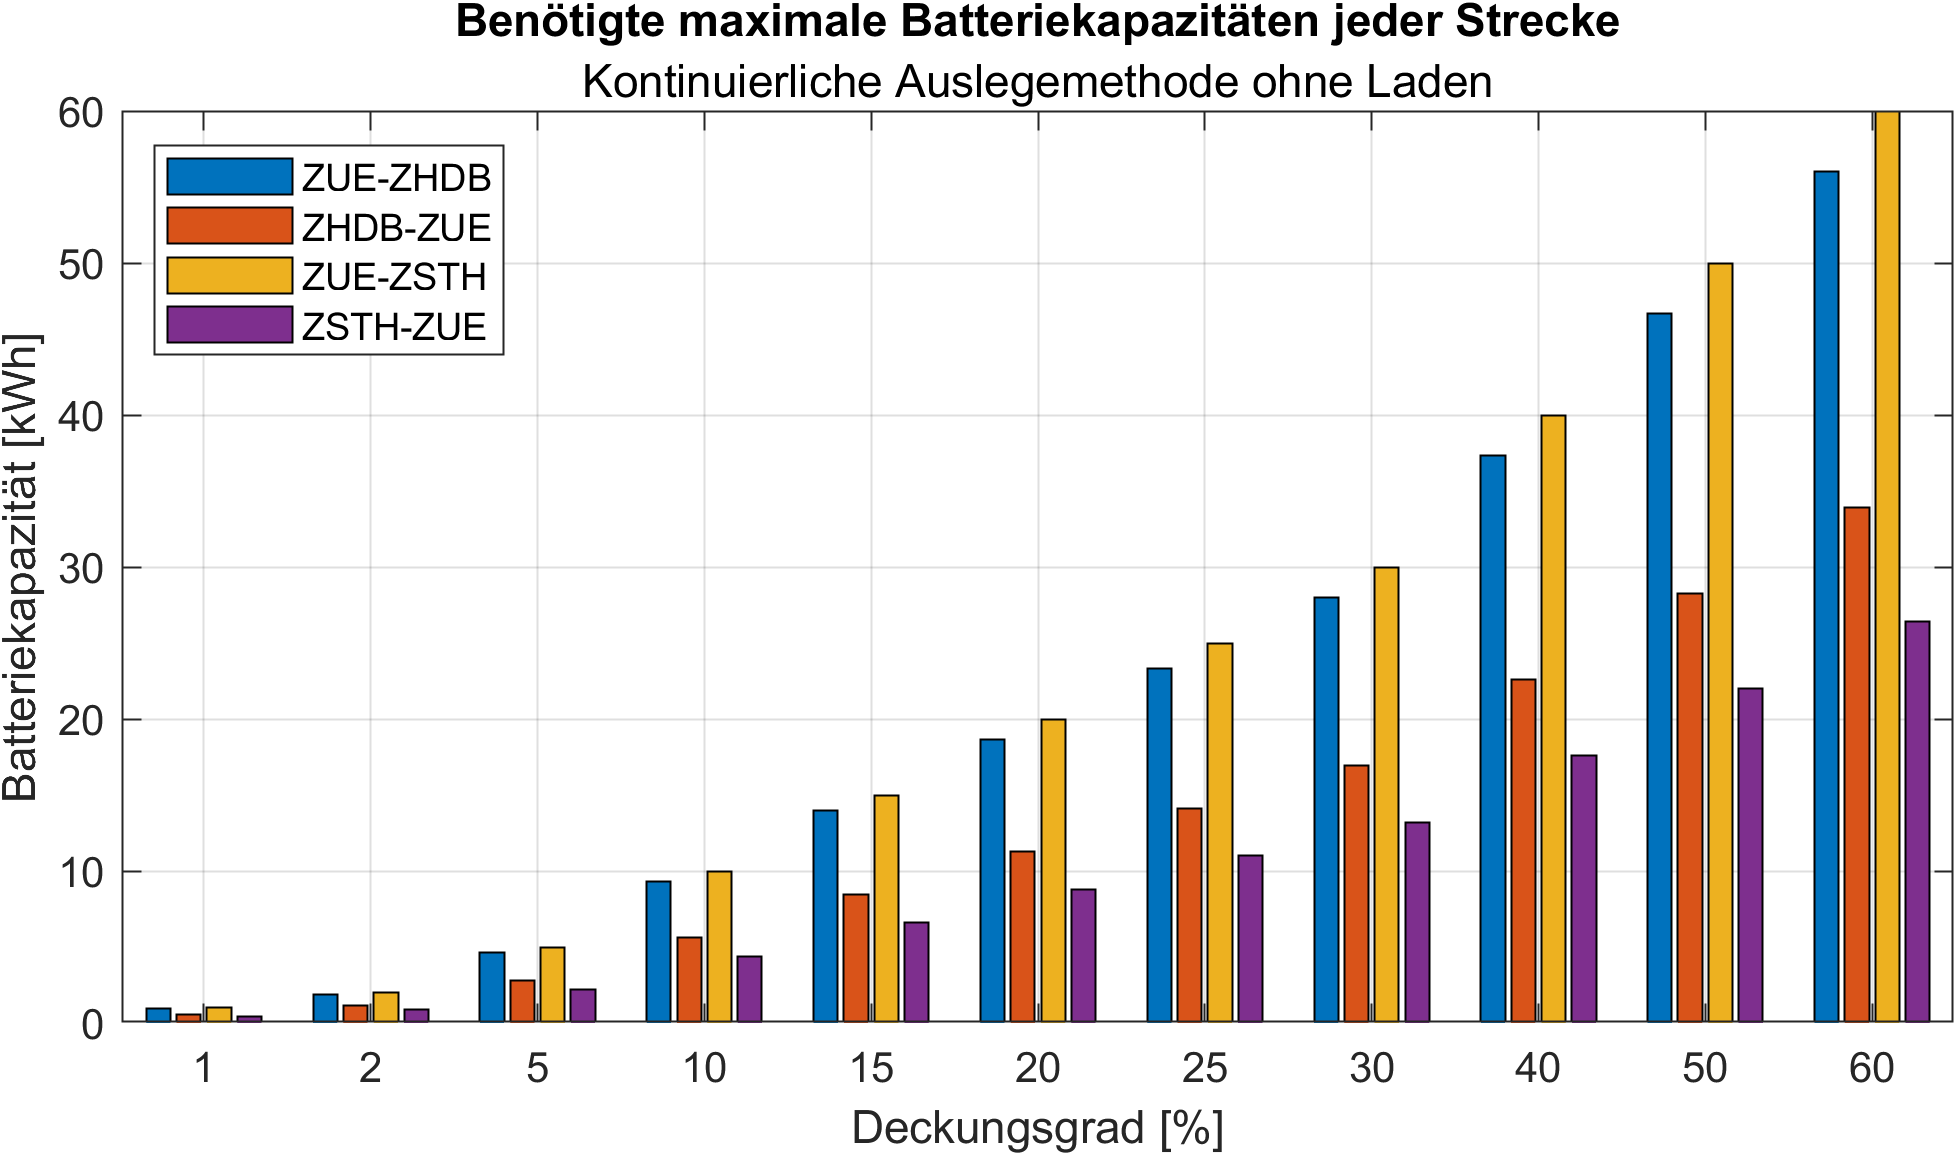 Benötigte maximale Batteriekapazitäten jeder Strecke
Kontinuierliche Auslegemethode ohne Laden
ZUE-ZHDB
ZHDB-ZUE
ZUE-ZSTH
ZSTH-ZUE
Batteriekapazität [kWh]
60
50
40
30
20
10
0
1 2 5 10 15 20 25 30 40 50 60
Deckungsgrad [%]